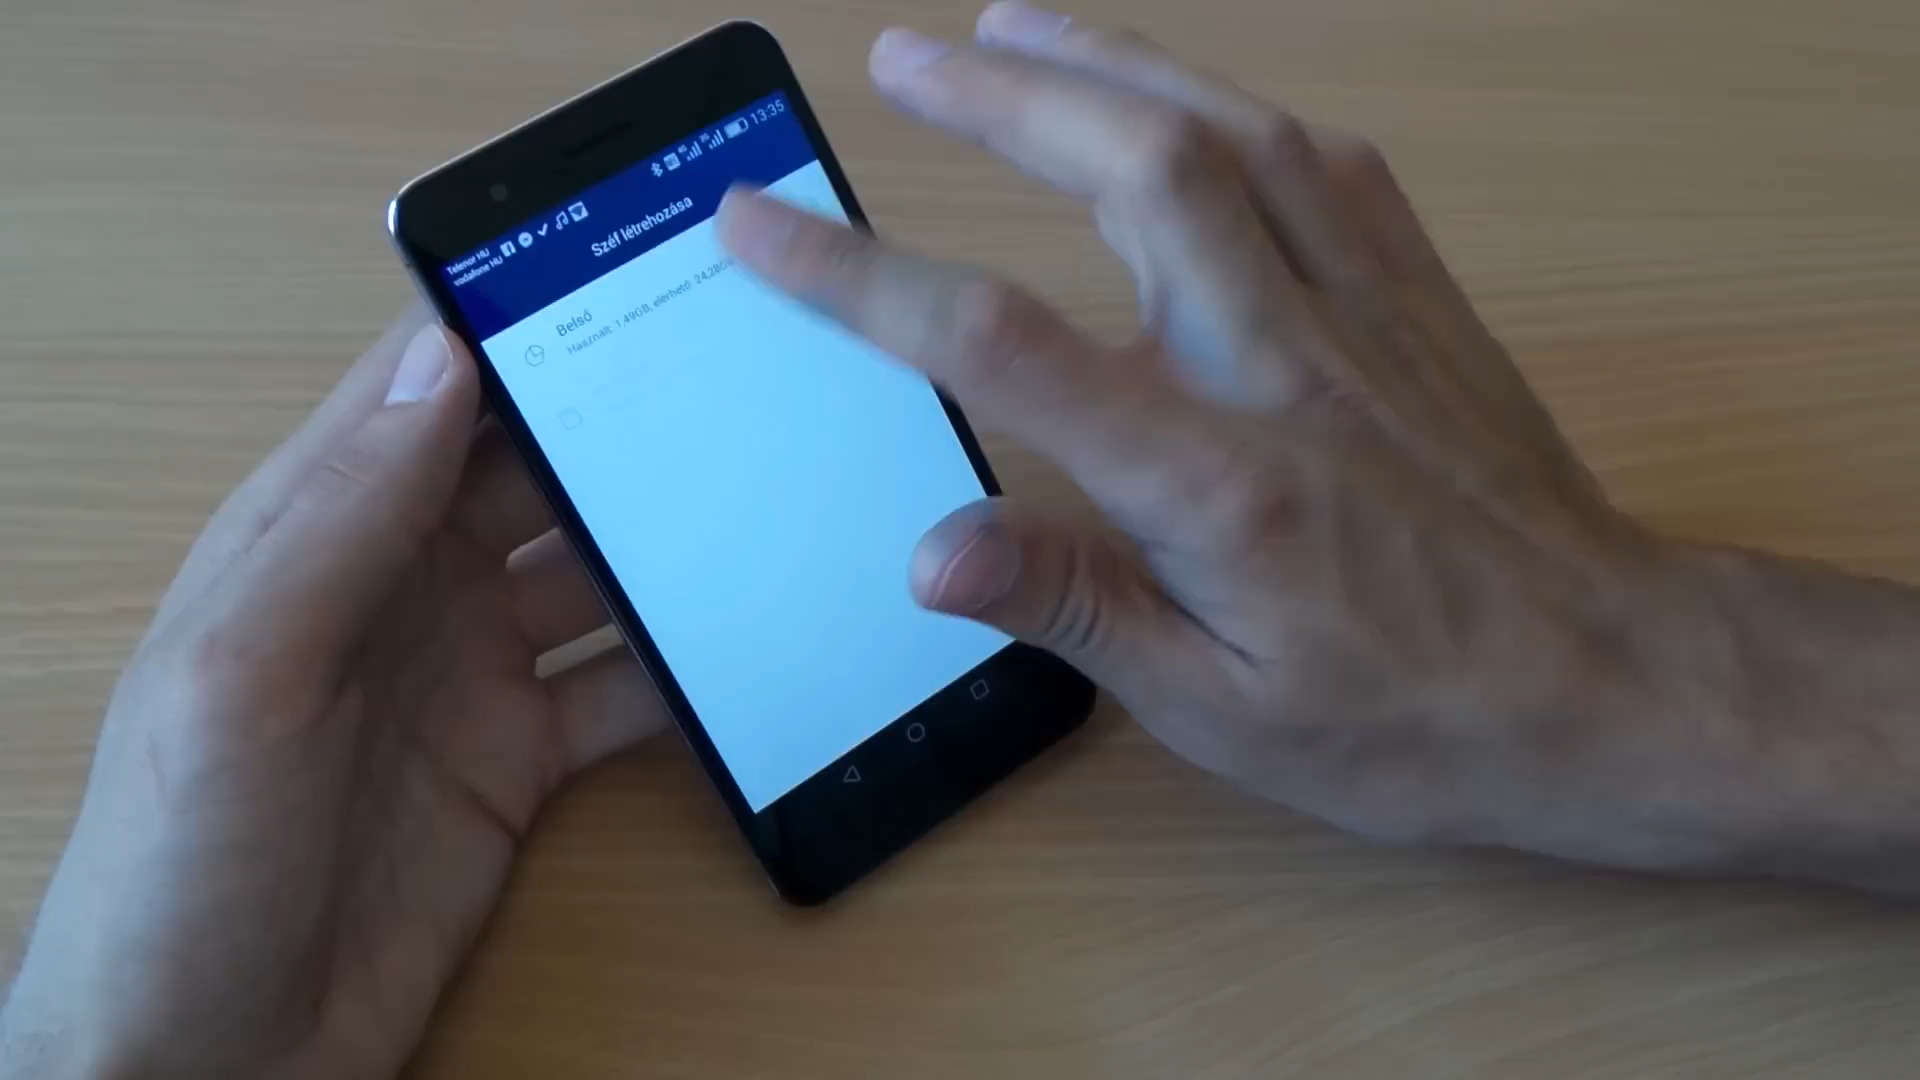 Telenor HU
vodafone HU
13:35
Széf létrehozása
Belső
Használt: 1,49GB, elérhető: 24,28G